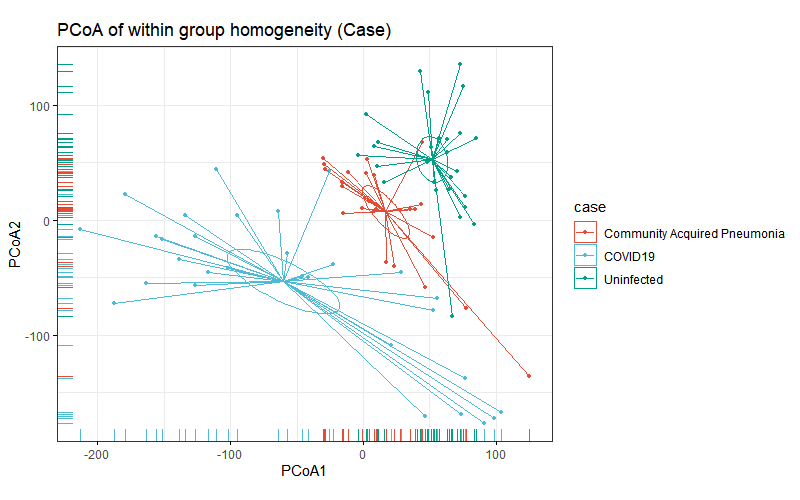 PCoA of within group homogeneity (Case)
100
0
-100
PCoA2
-200
-100
0
100
PCoA1
case
Community Acquired Pneumonia
COVID19
Uninfected